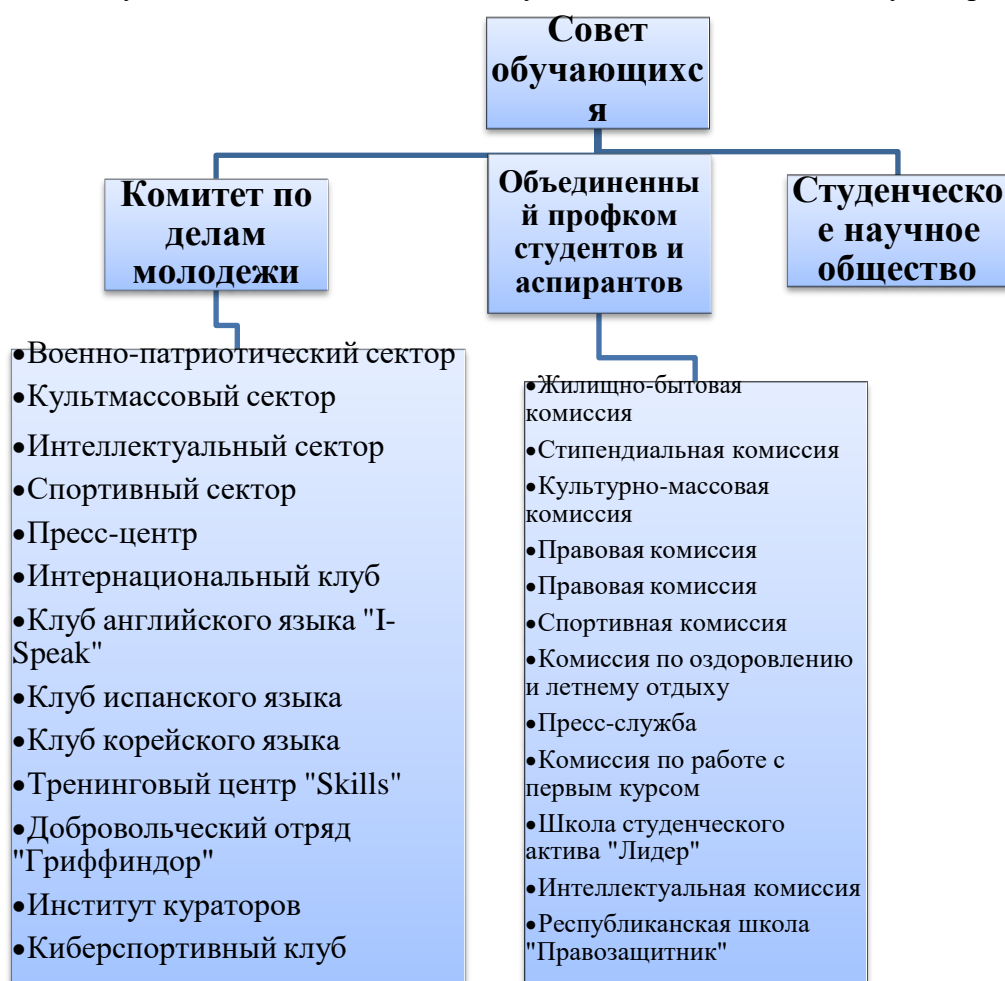 Совет
обучающихс
я
Комитет по
делам
молодежи
Объединенны
й профком
студентов и
аспирантов
Студенческо
е научное
общество
•Военно-патриотический сектор
•Культмассовый сектор
•Интеллектуальный сектор
•Спортивный сектор
•Пресс-центр
•Интернациональный клуб
•Клуб английского языка "I-
Speak"
•Клуб испанского языка
•Клуб корейского языка
•Тренинговый центр "Skills"
•Добровольческий отряд
"Гриффиндор"
•Институт кураторов
•Киберспортивный клуб
•Жилищно-бытовая
комиссия
•Стипендиальная комиссия
•Культурно-массовая
комиссия
•Правовая комиссия
•Правовая комиссия
•Спортивная комиссия
•Комиссия по оздоровлению
и летнему отдыху
•Пресс-служба
•Комиссия по работе с
первым курсом
•Школа студенческого
актива "Лидер"
•Интеллектуальная комиссия
•Республиканская школа
"Правозащитник"